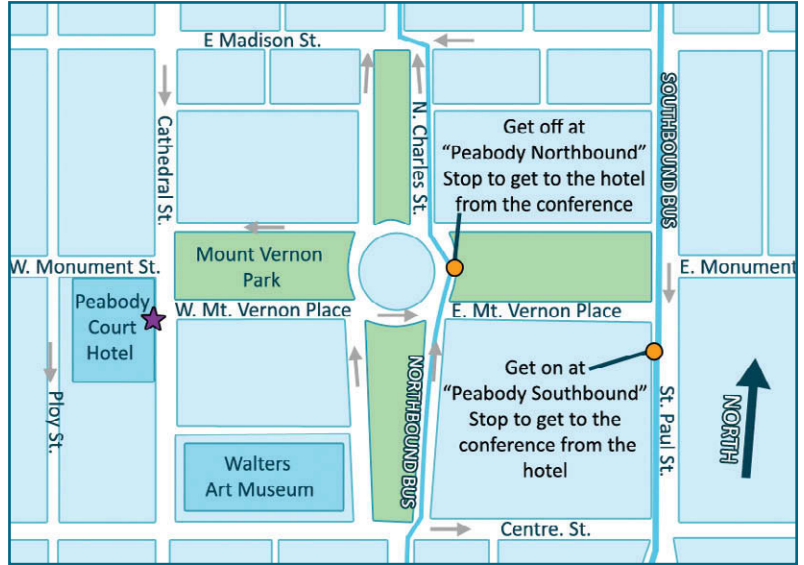 E Madison St.
Cathedral St.
N. Charles St.
SOUTHBOUND BUS
Get off at
“Peabody Northbound”
Stop to get to the hotel
from the conference
Mount Vernon
Park
W. Monument St.
E. Monument
Peabody
Court
Hotel
W. Mt. Vernon Place
E. Mt. Vernon Place
NORTHBOUND BUS
Get on at
“Peabody Southbound”
Stop to get to the
conference from the
hotel
Ploy St.
St. Paul St.
NORTH
Walters
Art Museum
Centre. St.